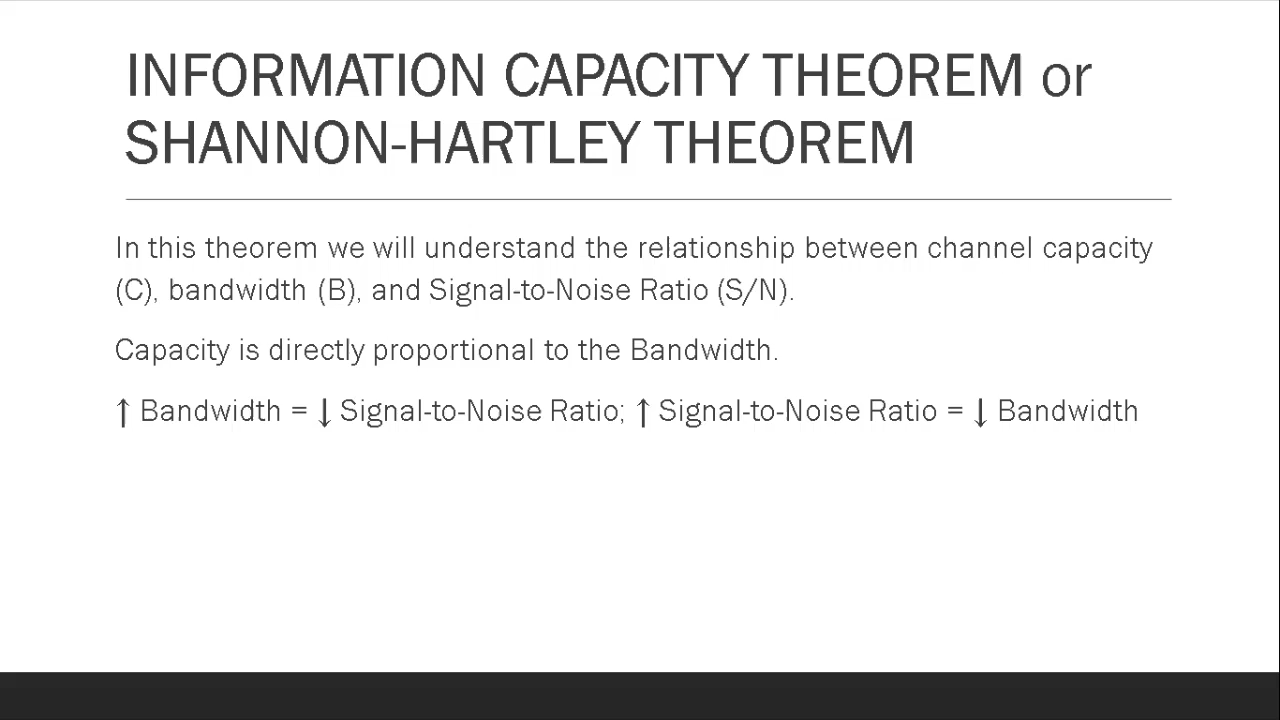 INFORMATION CAPACITY THEOREM or
SHANNON-HARTLEY THEOREM
In this theorem we will understand the relationship between channel capacity
(C), bandwidth (B), and Signal-to-Noise Ratio (S/N).
Capacity is directly proportional to the Bandwidth.
↑ Bandwidth = ↓ Signal-to-Noise Ratio; ↑ Signal-to-Noise Ratio = ↓ Bandwidth